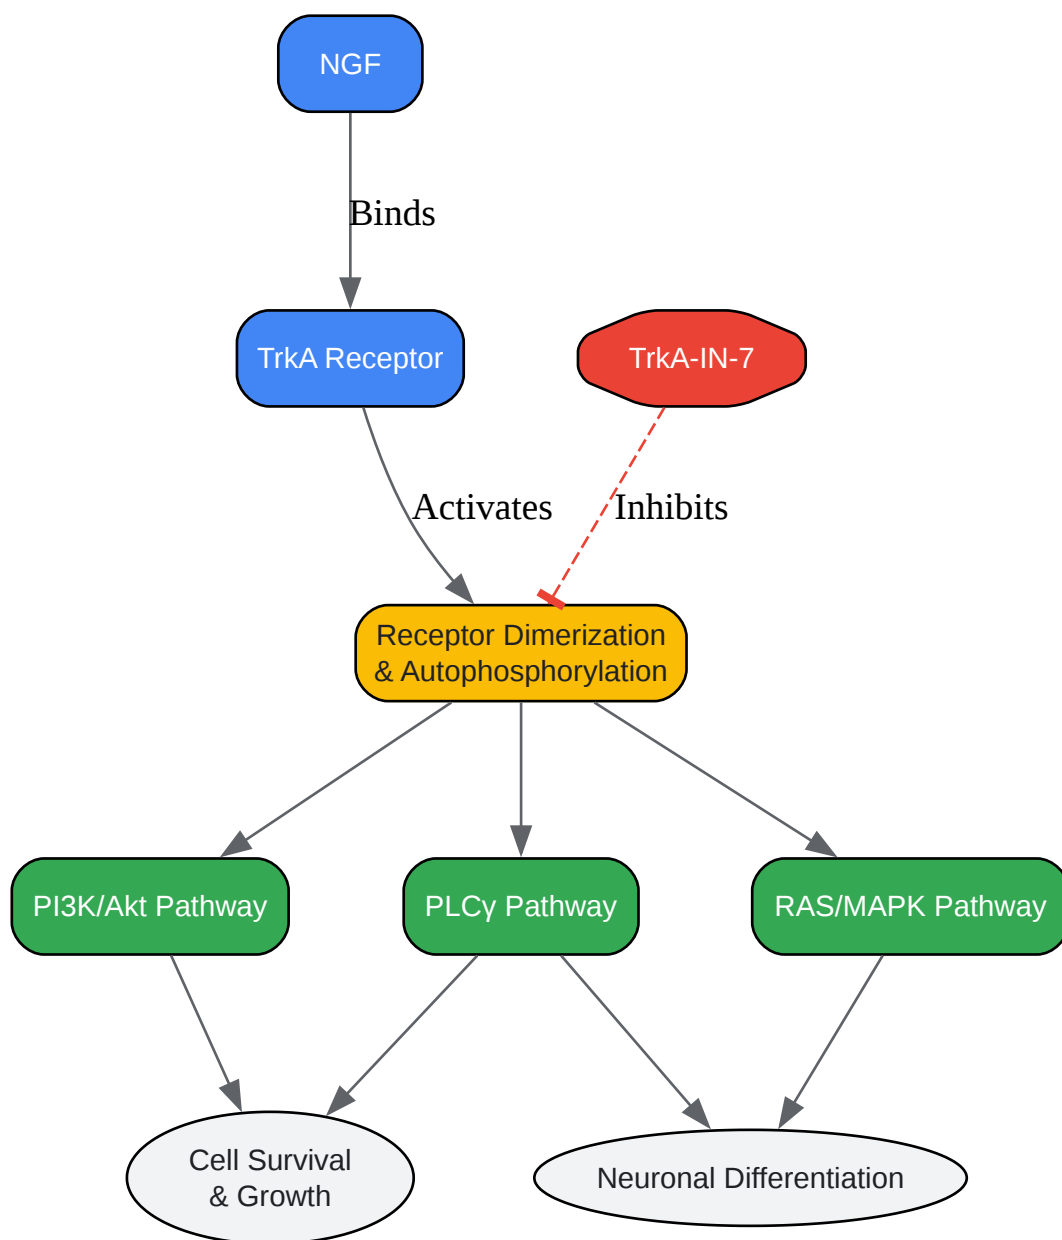 NGF
Binds
TrkA Receptor
TrkA-IN-7
Activates
Inhibits
Receptor Dimerization
& Autophosphorylation
PI3K/Akt Pathway
PLCγ Pathway
RAS/MAPK Pathway
Cell Survival
& Growth
Neuronal Differentiation